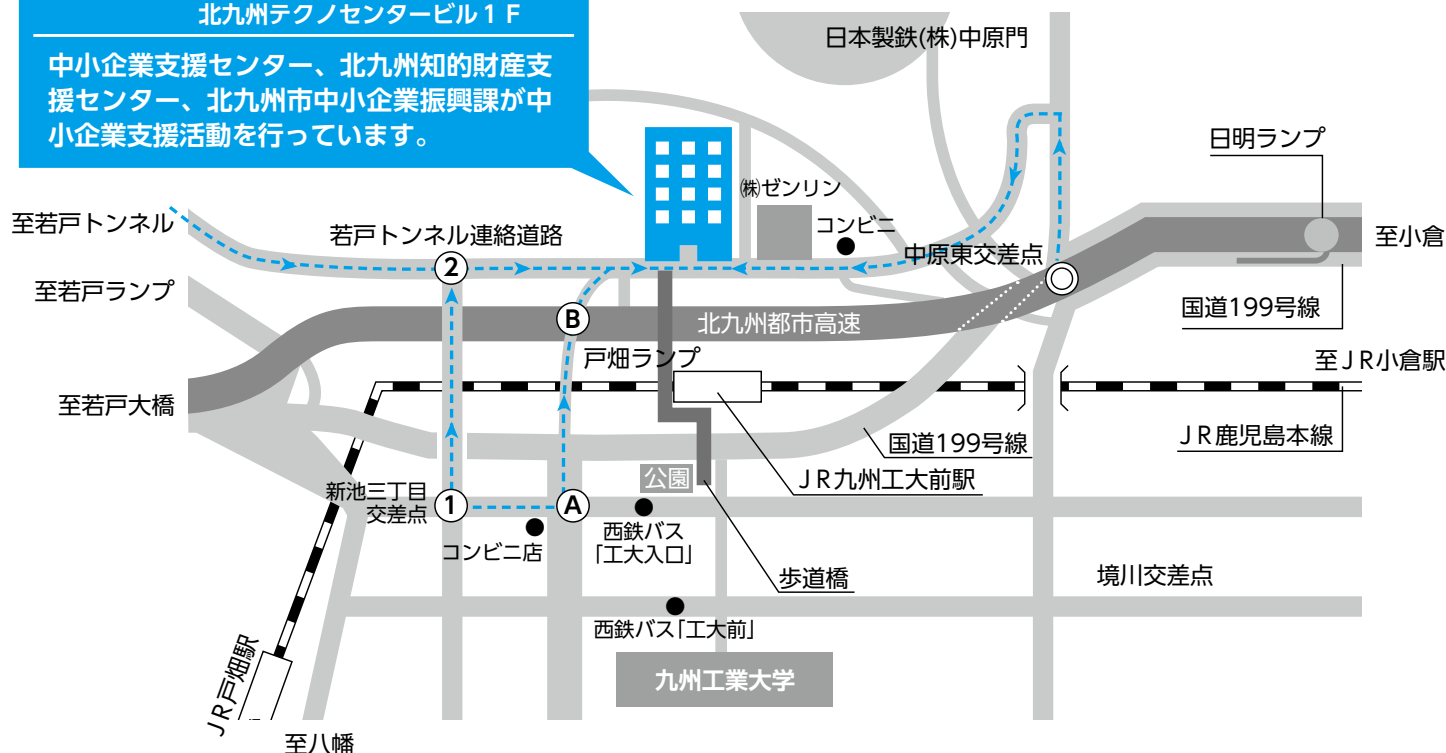 北九州テクノセンタービル１Ｆ
中小企業支援センター、北九州知的財産支
援センター、北九州市中小企業振興課が中
小企業支援活動を行っています。
日本製鉄(株)中原門
日明ランプ
㈱ゼンリン
コンビニ
至若戸トンネル
若戸トンネル連絡道路
中原東交差点
至小倉
2
至若戸ランプ
国道199号線
B
北九州都市高速
戸畑ランプ
至ＪＲ小倉駅
至若戸大橋
国道199号線
ＪＲ鹿児島本線
公園
ＪＲ九州工大前駅
新池三丁目
交差点
1
A
コンビニ店
西鉄バス
「工大入口」
歩道橋
境川交差点
西鉄バス「工大前」
ＪＲ戸畑駅
九州工業大学
至八幡